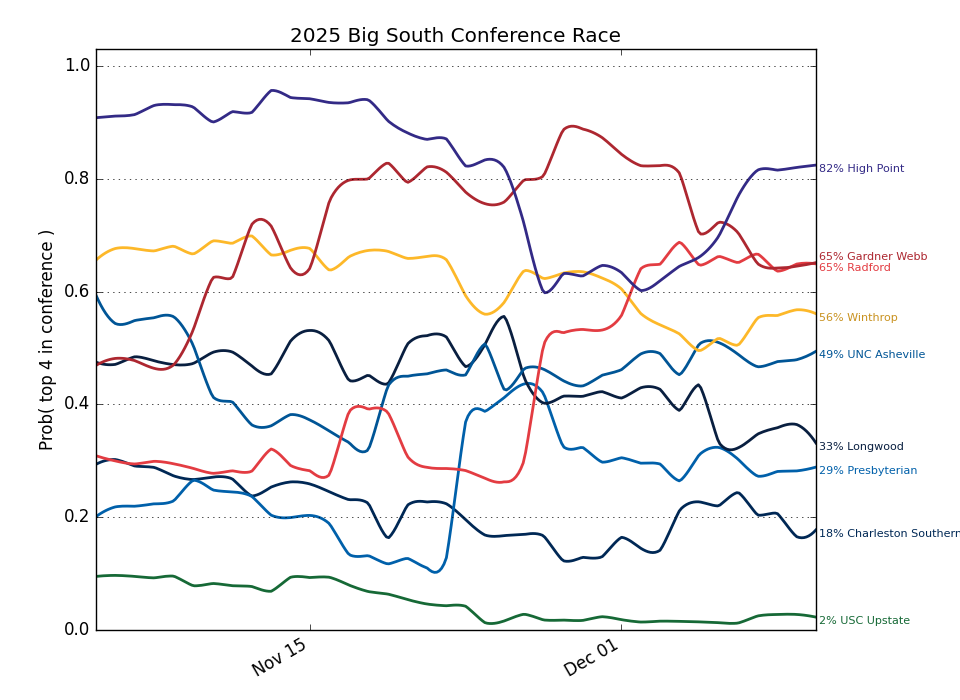 2025 Big South Conference Race
Prob( top 4 in conference )
1.0
0.8
0.6
0.4
0.2
0.0
Nov 15
Dec 01
82% High Point
65% Gardner Webb
65% Radford
56% Winthrop
49% UNC Asheville
33% Longwood
29% Presbyterian
18% Charleston Southern
2% USC Upstate